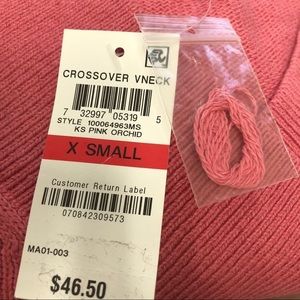 CROSSOVER VNECK
7 32997 05319 5
STYLE 100064963MS
KS PINK ORCHID
X SMALL
Customer Return Label
070842309573
MA01-003
$46.50